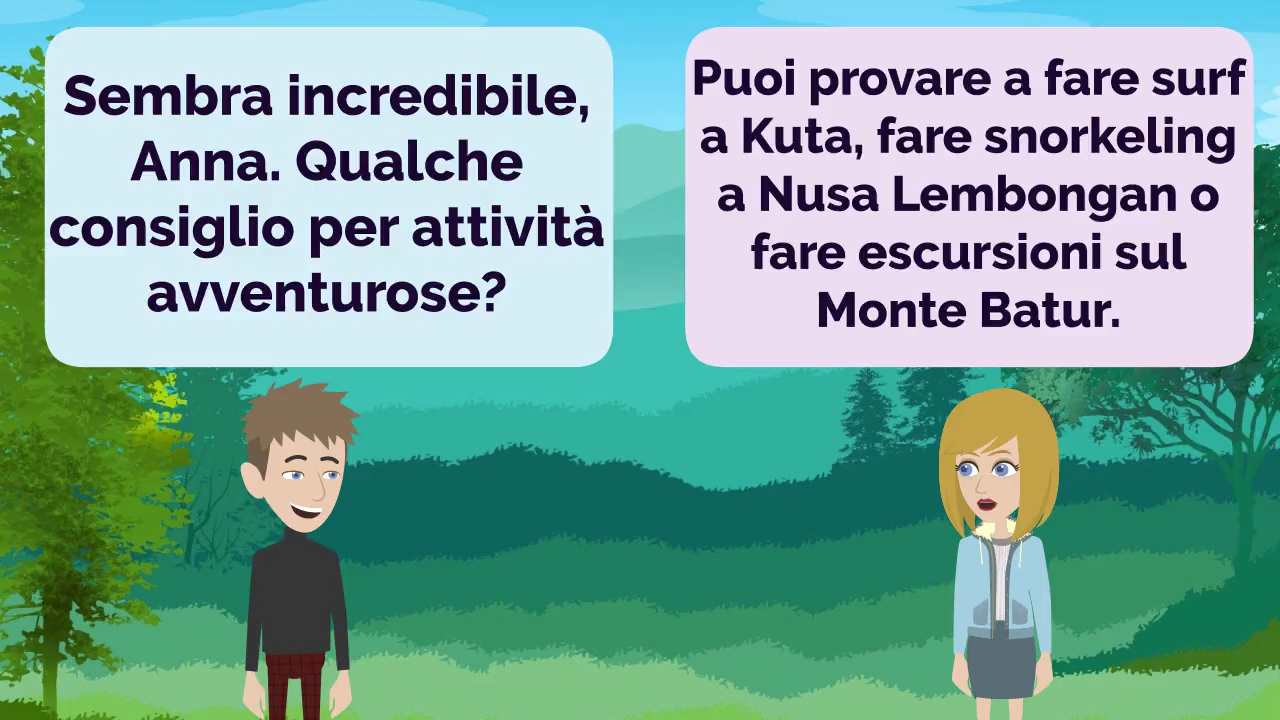 Sembra incredibile,
Anna. Qualche
consiglio per attività
avventurose?
Puoi provare a fare surf
a Kuta, fare snorkeling
a Nusa Lembongan o
fare escursioni sul
Monte Batur.